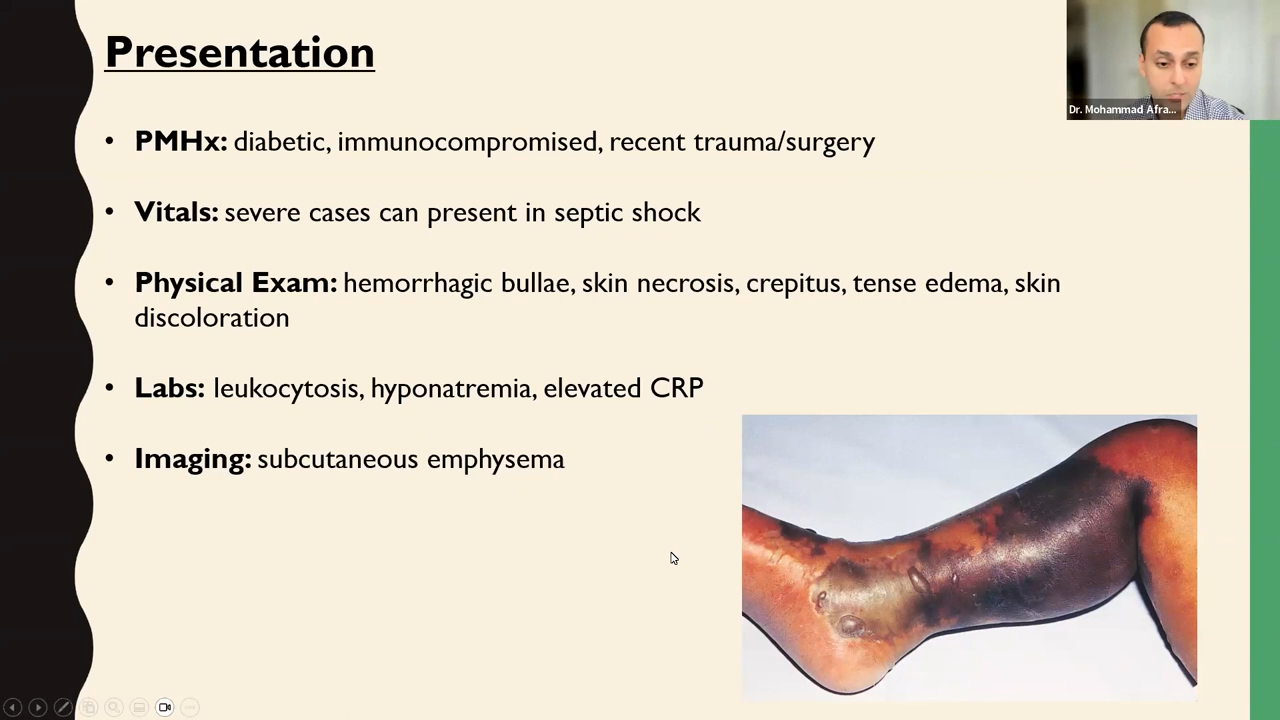 Presentation
Dr. Mohammad Afra...
• PMHx: diabetic, immunocompromised, recent trauma/surgery
• Vitals: severe cases can present in septic shock
• Physical Exam: hemorrhagic bullae, skin necrosis, crepitus, tense edema, skin
discoloration
• Labs: leukocytosis, hyponatremia, elevated CRP
• Imaging: subcutaneous emphysema